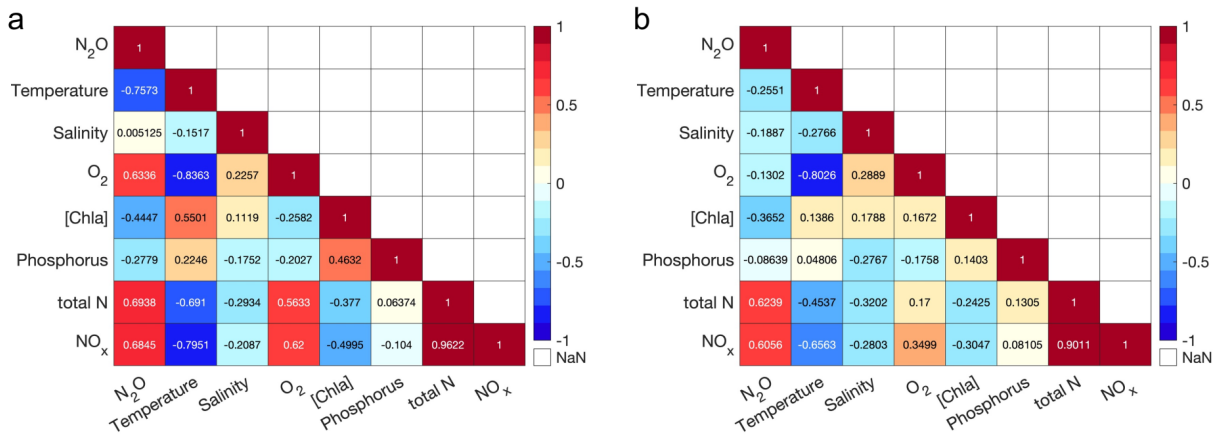 a
N₂O 1
Temperature -0.7573 1
Salinity 0.005125 -0.1517 1
O₂ 0.6336 -0.8363 0.2257 1
[Chla] -0.4447 0.5501 0.1119 -0.2582 1
Phosphorus -0.2779 0.2246 -0.1752 -0.2027 0.4632 1
total N 0.6938 -0.691 -0.2934 0.5633 -0.377 0.06374 1
NOₓ 0.6845 -0.7951 -0.2087 0.62 -0.4995 -0.104 0.9622 1
N₂O Temperature Salinity O₂ [Chla] Phosphorus total N NOₓ
1
0.5
0
-0.5
-1
NaN
b
N₂O 1
Temperature -0.2551 1
Salinity -0.1887 -0.2766 1
O₂ -0.1302 -0.8026 0.2889 1
[Chla] -0.3652 0.1386 0.1788 0.1672 1
Phosphorus -0.08639 0.04806 -0.2767 -0.1758 0.1403 1
total N 0.6239 -0.4537 -0.3202 0.17 -0.2425 0.1305 1
NOₓ 0.6056 -0.6563 -0.2803 0.3499 -0.3047 0.08105 0.9011 1
N₂O Temperature Salinity O₂ [Chla] Phosphorus total N NOₓ
1
0.5
0
-0.5
-1
NaN